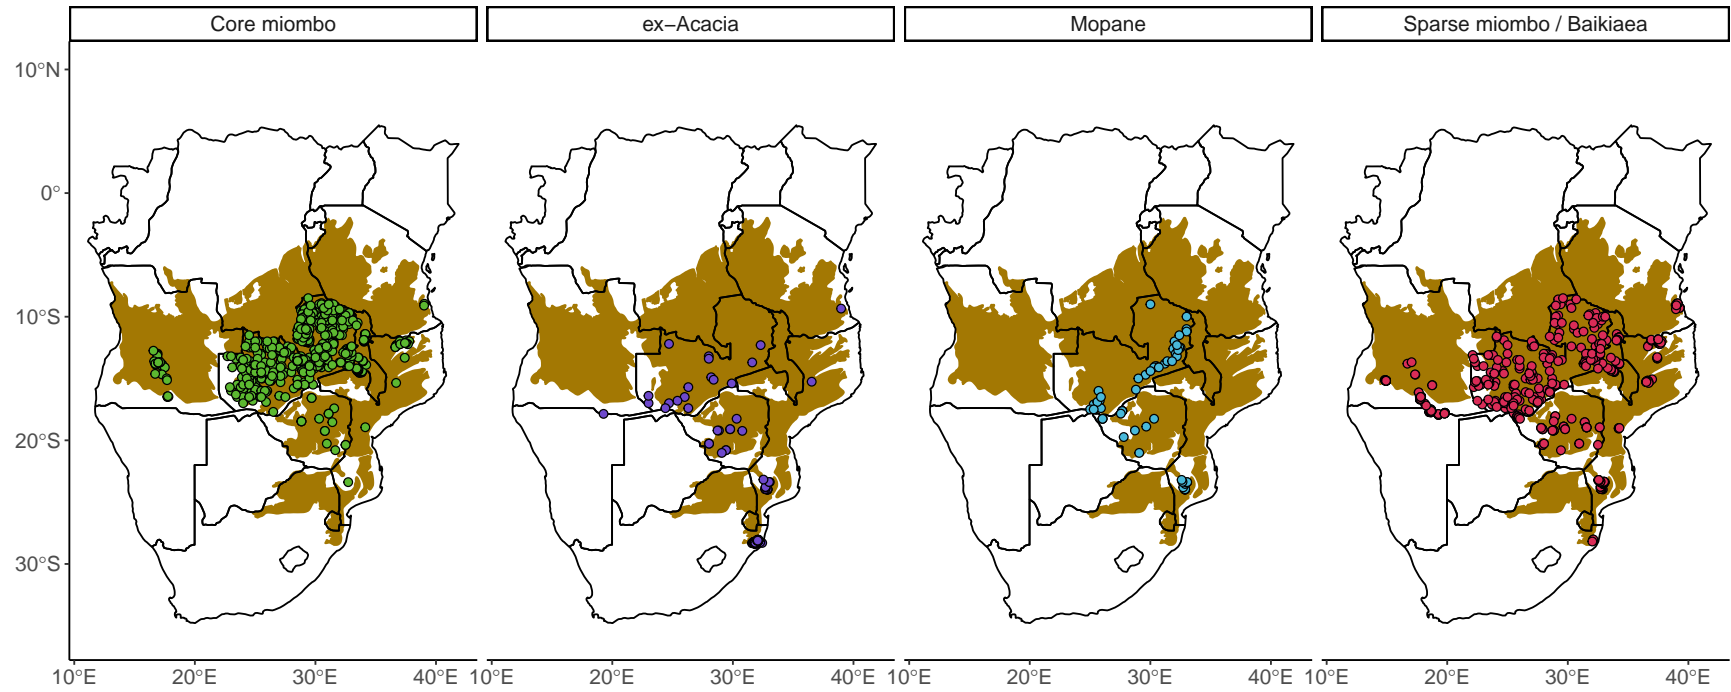 Core miombo
ex−Acacia
Mopane
Sparse miombo / Baikiaea
10°N
0°
10°S
20°S
30°S
10°E 20°E 30°E 40°E 10°E 20°E 30°E 40°E 10°E 20°E 30°E 40°E 10°E 20°E 30°E 40°E